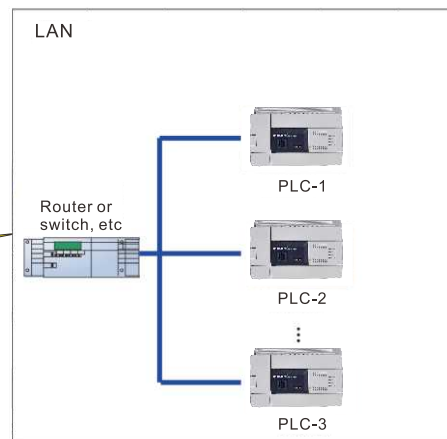 LAN
PLC-1
Router or
switch, etc
PLC-2
PLC-3